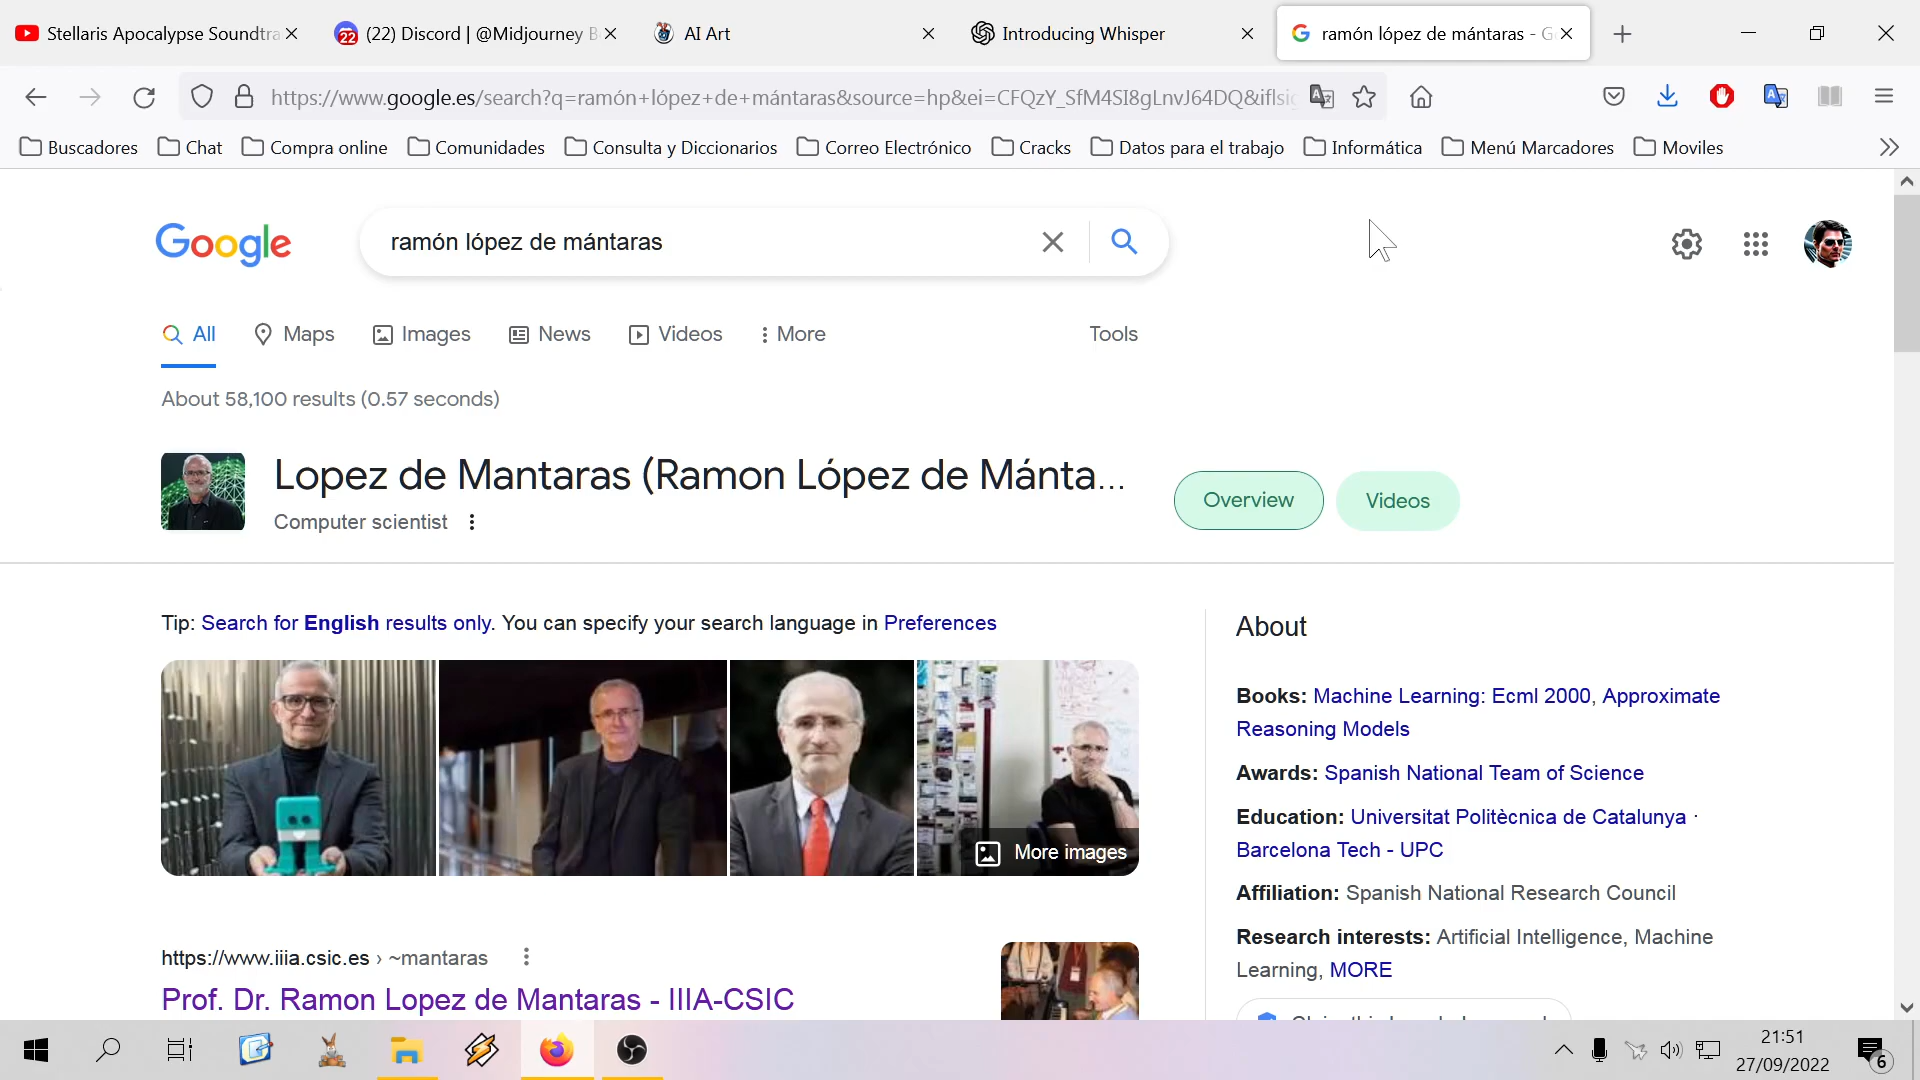 Stellaris Apocalypse Soundtra
22 (22) Discord | @Midjourney B
AI Art
Introducing Whisper
ramón lópez de mántaras - G
https://www.google.es/search?q=ramón+lópez+de+mántaras&source=hp&ei=CFQzY_SfM4SI8gLnvJ64DQ&iflsig
Buscadores Chat Compra online Comunidades Consulta y Diccionarios Correo Electrónico Cracks Datos para el trabajo Informática Menú Marcadores Moviles
Google
ramón lópez de mántaras
All Maps Images News Videos More Tools
About 58,100 results (0.57 seconds)
Lopez de Mantaras (Ramon López de Mánta...
Computer scientist
Overview Videos
Tip: Search for English results only. You can specify your search language in Preferences
More images
https://www.iiia.csic.es › ~mantaras
Prof. Dr. Ramon Lopez de Mantaras - IIIA-CSIC
About
Books: Machine Learning: Ecml 2000, Approximate
Reasoning Models
Awards: Spanish National Team of Science
Education: Universitat Politècnica de Catalunya ·
Barcelona Tech - UPC
Affiliation: Spanish National Research Council
Research interests: Artificial Intelligence, Machine
Learning, MORE
21:51
27/09/2022
6